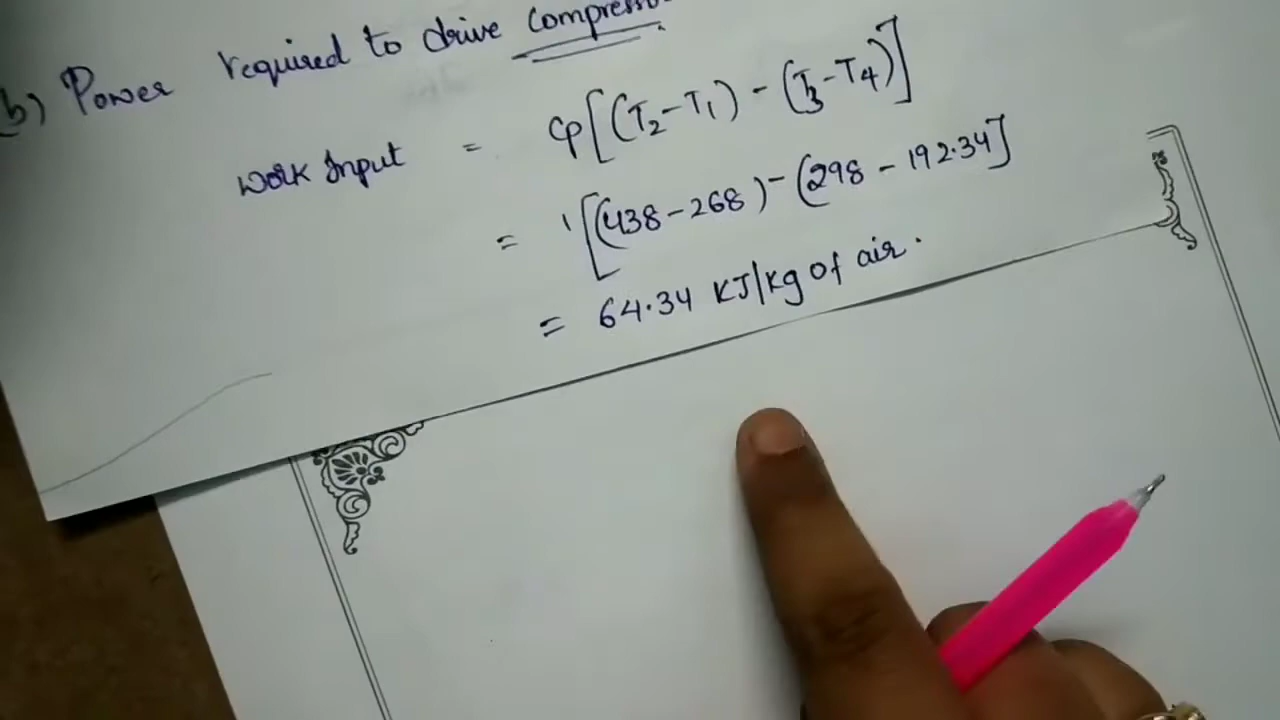 (b) Power required to drive compresso
Work Input = Cp[(T2-T1) - (T3-T4)]
= 1[(438-268)-(298-192.34]
= 64.34 KJ/kg of air.